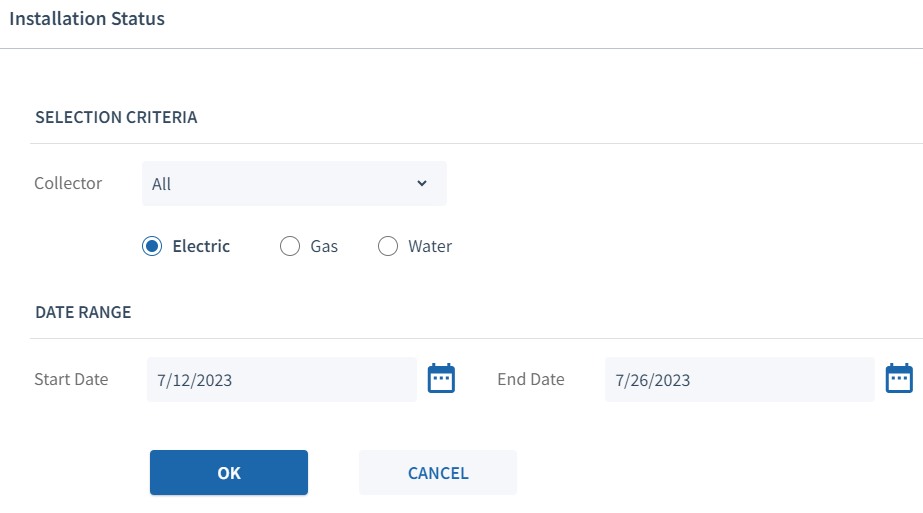 Installation Status
SELECTION CRITERIA
Collector All
Electric Gas Water
DATE RANGE
Start Date 7/12/2023 End Date 7/26/2023
OK CANCEL